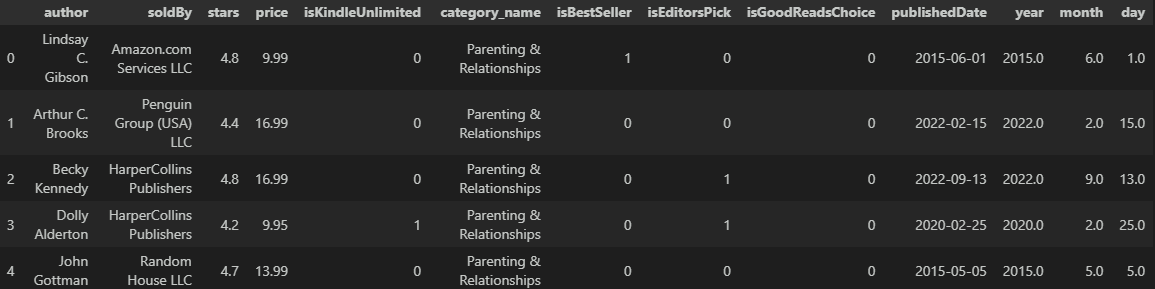 author soldBy stars price isKindleUnlimited category_name isBestSeller isEditorsPick isGoodReadsChoice publishedDate year month day
0 Lindsay C. Gibson Amazon.com Services LLC 4.8 9.99 0 Parenting & Relationships 1 0 0 2015-06-01 2015.0 6.0 1.0
1 Arthur C. Brooks Penguin Group (USA) LLC 4.4 16.99 0 Parenting & Relationships 0 0 0 2022-02-15 2022.0 2.0 15.0
2 Becky Kennedy HarperCollins Publishers 4.8 16.99 0 Parenting & Relationships 0 1 0 2022-09-13 2022.0 9.0 13.0
3 Dolly Alderton HarperCollins Publishers 4.2 9.95 1 Parenting & Relationships 0 1 0 2020-02-25 2020.0 2.0 25.0
4 John Gottman Random House LLC 4.7 13.99 0 Parenting & Relationships 0 0 0 2015-05-05 2015.0 5.0 5.0